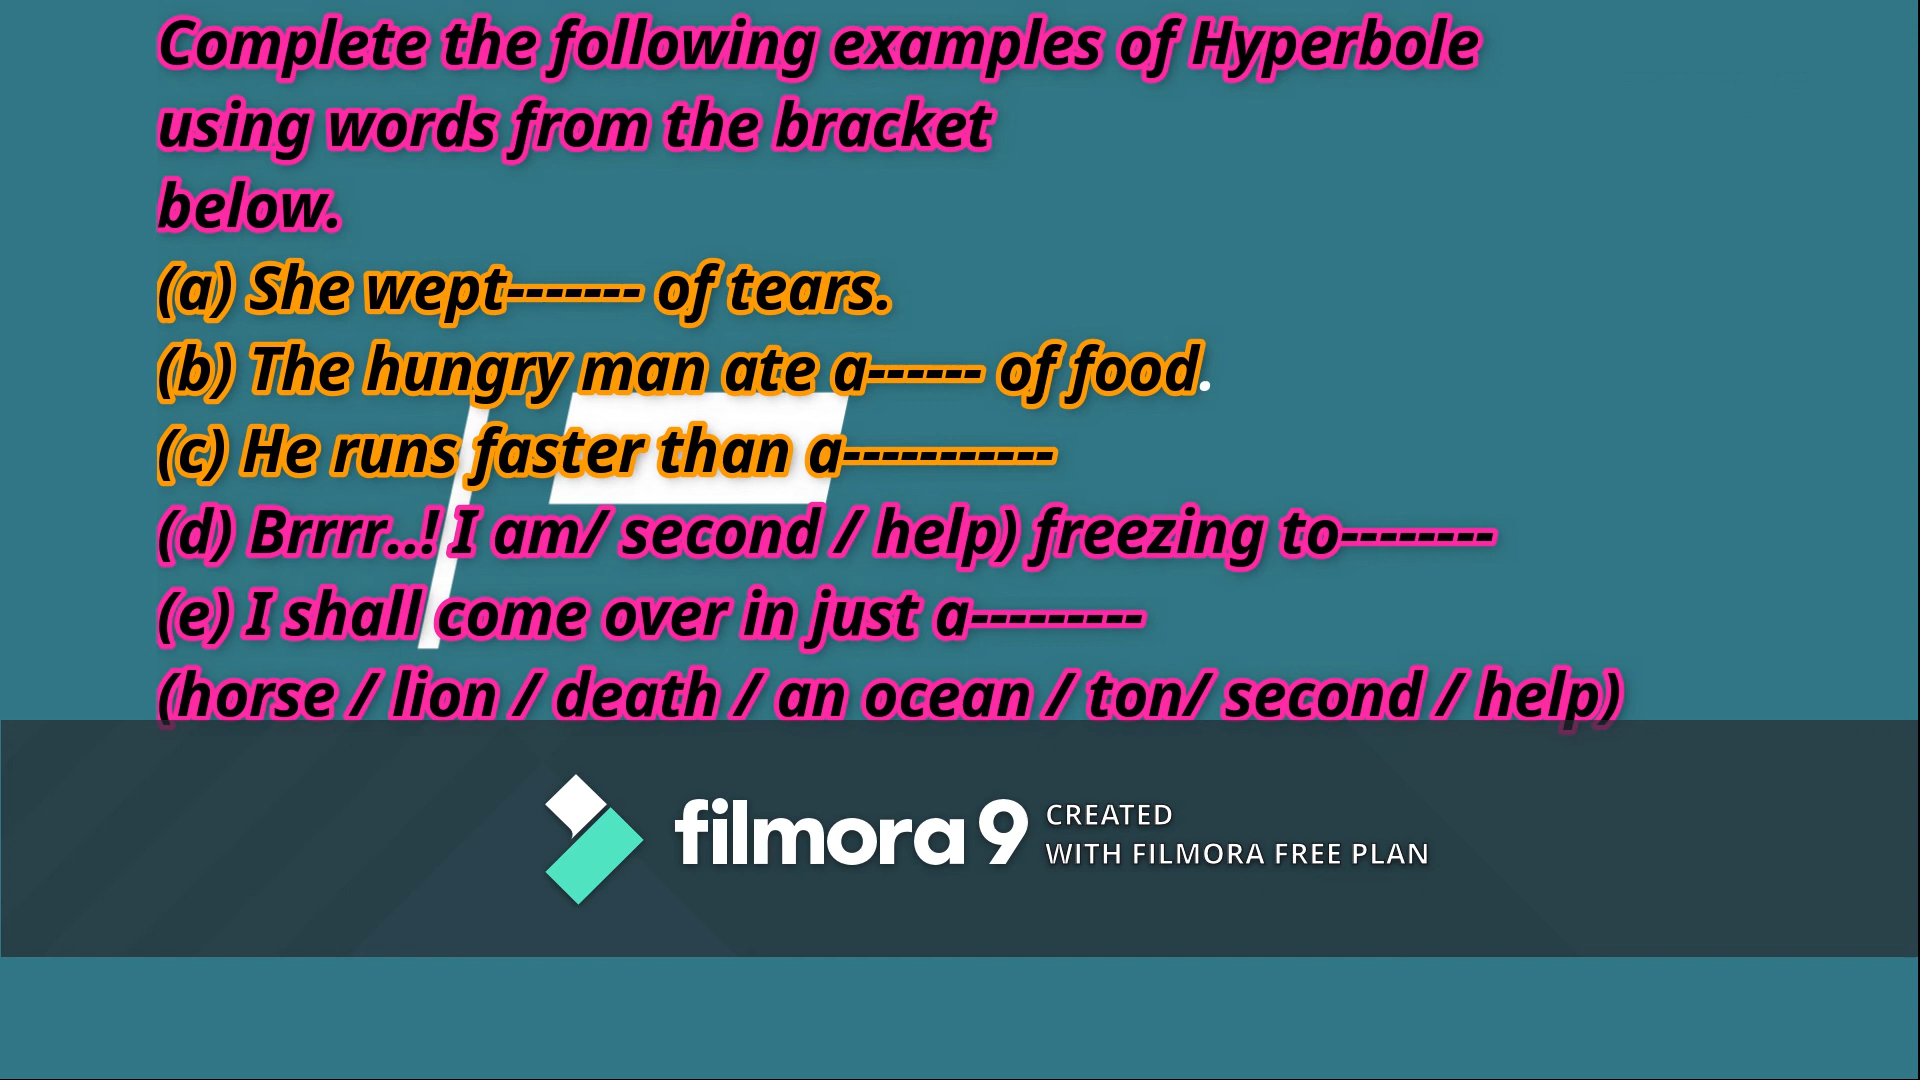 Complete the following examples of Hyperbole
using words from the bracket
below.
(a) She wept------- of tears.
(b) The hungry man ate a------ of food.
(c) He runs faster than a-----------
(d) Brrrr..! I am/ second / help) freezing to--------
(e) I shall come over in just a---------
(horse / lion / death / an ocean / ton/ second / help)
filmora 9 CREATED
WITH FILMORA FREE PLAN